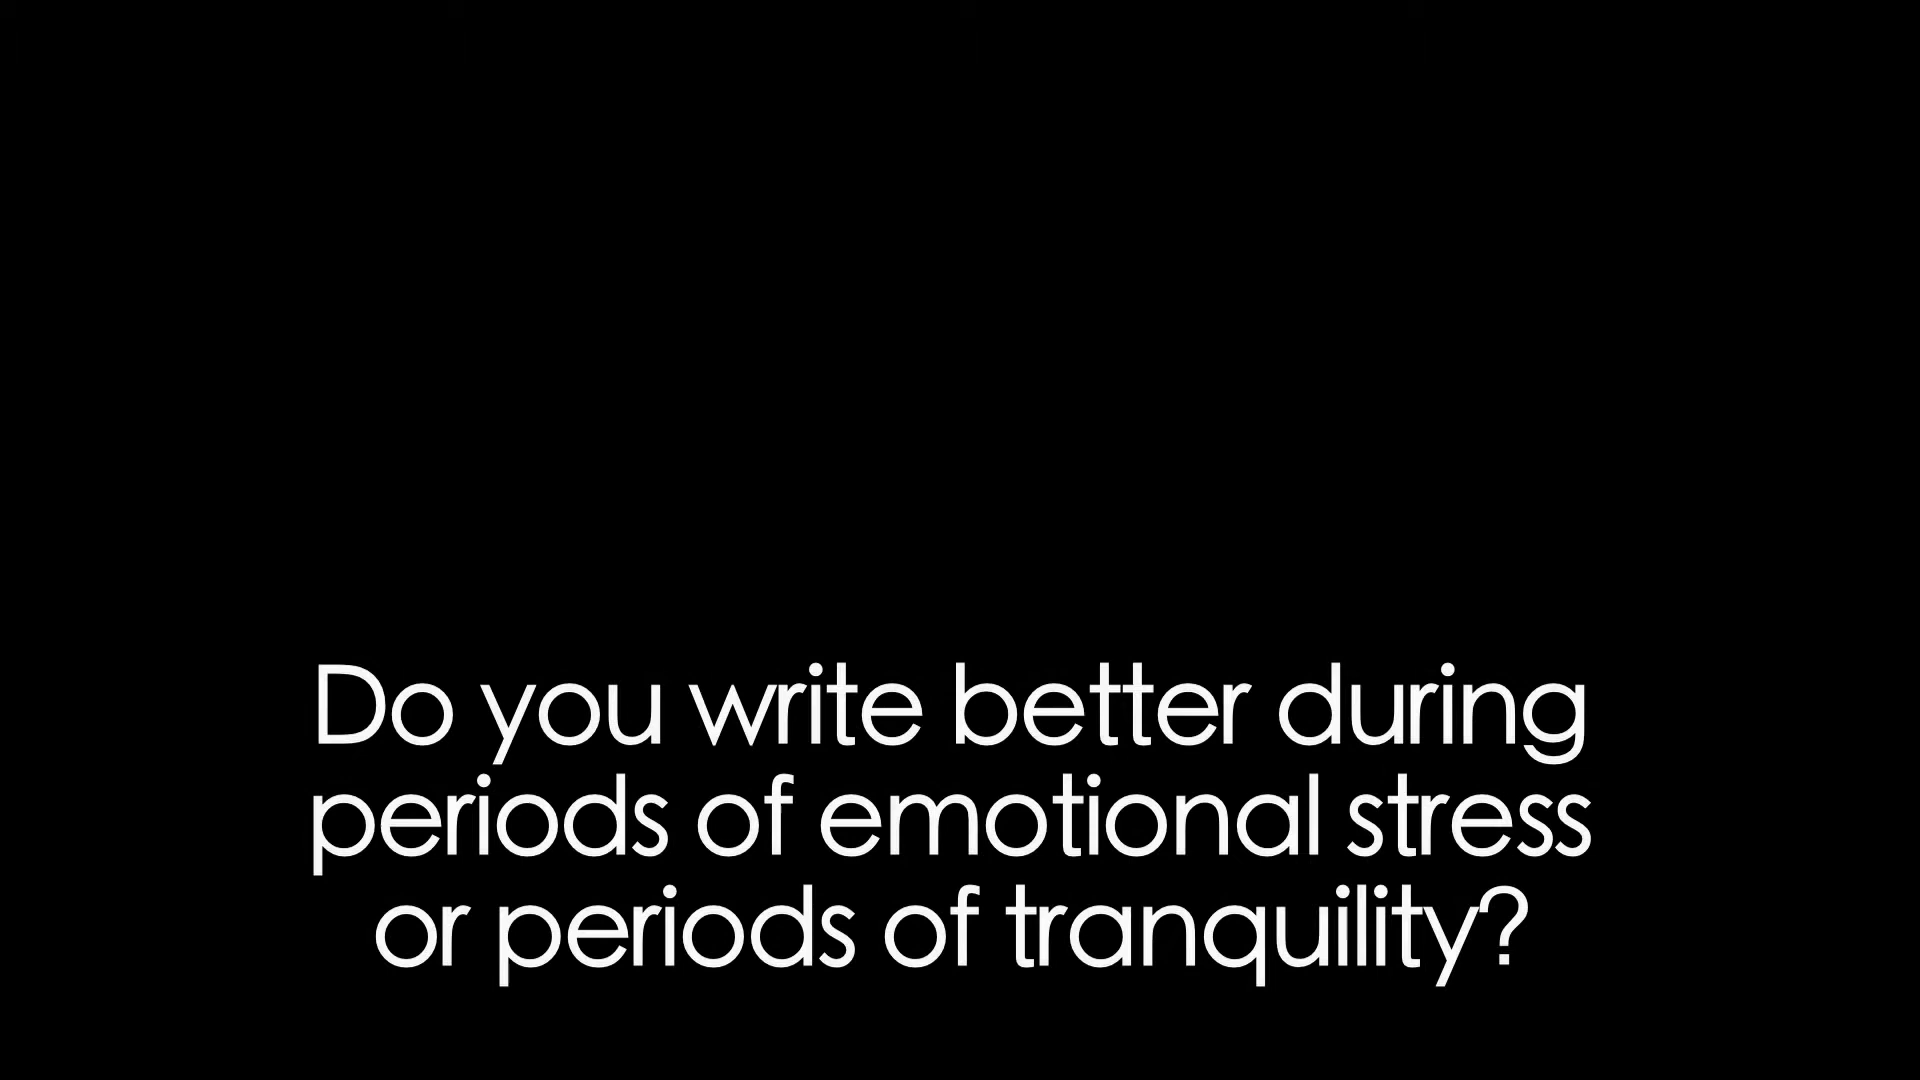 Do you write better during
periods of emotional stress
or periods of tranquility?